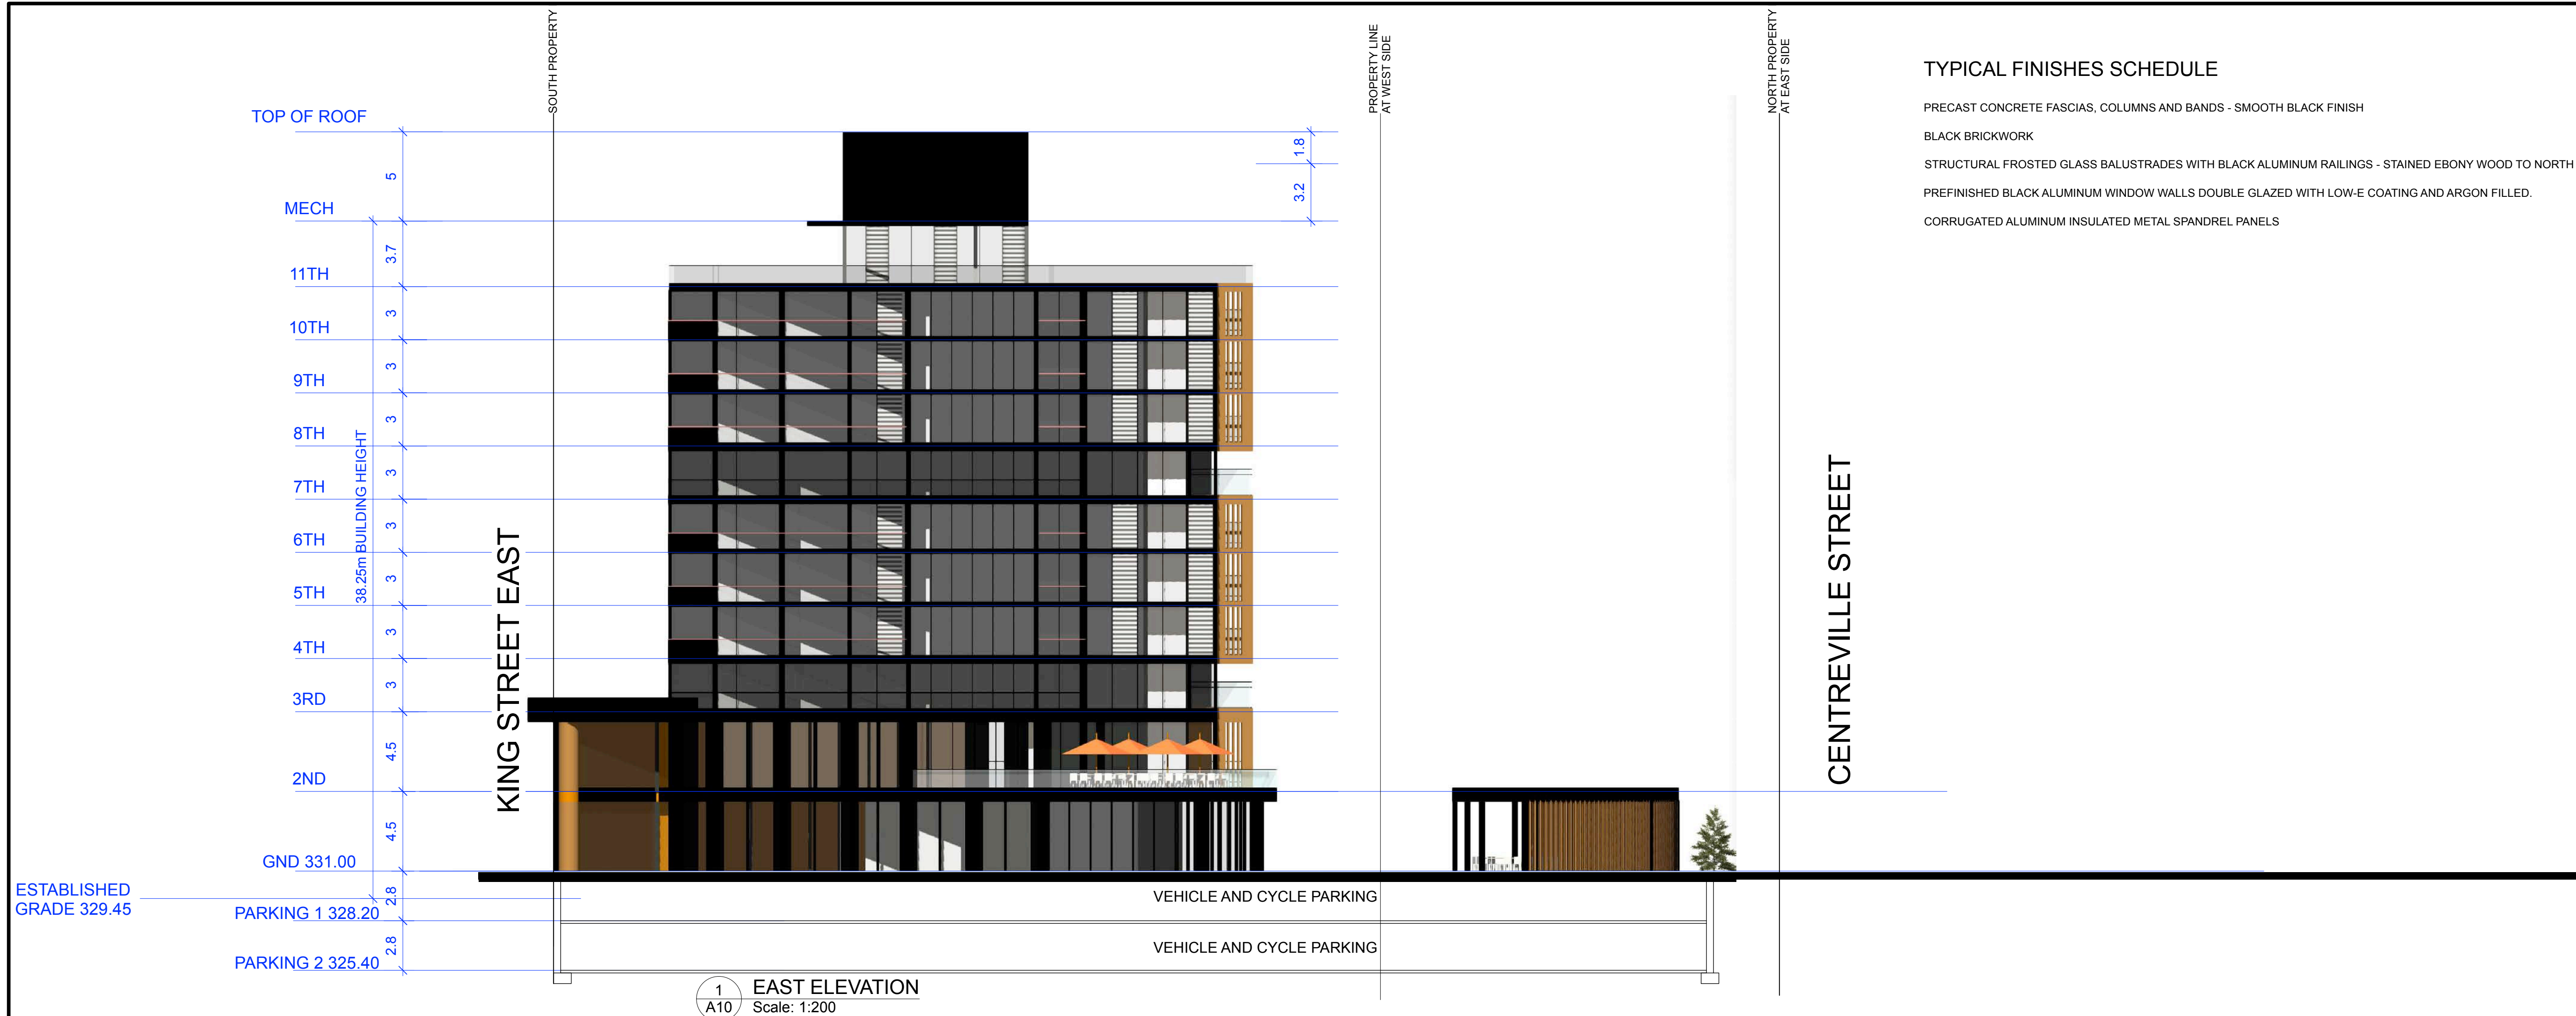 SOUTH PROPERTY
PROPERTY LINE
AT WEST SIDE
NORTH PROPERTY
AT EAST SIDE
TYPICAL FINISHES SCHEDULE
PRECAST CONCRETE FASCIAS, COLUMNS AND BANDS - SMOOTH BLACK FINISH
BLACK BRICKWORK
STRUCTURAL FROSTED GLASS BALUSTRADES WITH BLACK ALUMINUM RAILINGS - STAINED EBONY WOOD TO NORTH
PREFINISHED BLACK ALUMINUM WINDOW WALLS DOUBLE GLAZED WITH LOW-E COATING AND ARGON FILLED.
CORRUGATED ALUMINUM INSULATED METAL SPANDREL PANELS
TOP OF ROOF
5
1.8
3.2
MECH
3.7
11TH
3
10TH
3
9TH
3
8TH
3
7TH
3
6TH
3
5TH
3
4TH
3
3RD
4.5
2ND
4.5
GND 331.00
38.25m BUILDING HEIGHT
KING STREET EAST
CENTREVILLE STREET
ESTABLISHED
GRADE 329.45
2.8
PARKING 1 328.20
2.8
PARKING 2 325.40
VEHICLE AND CYCLE PARKING
VEHICLE AND CYCLE PARKING
1
A10
EAST ELEVATION
Scale: 1:200